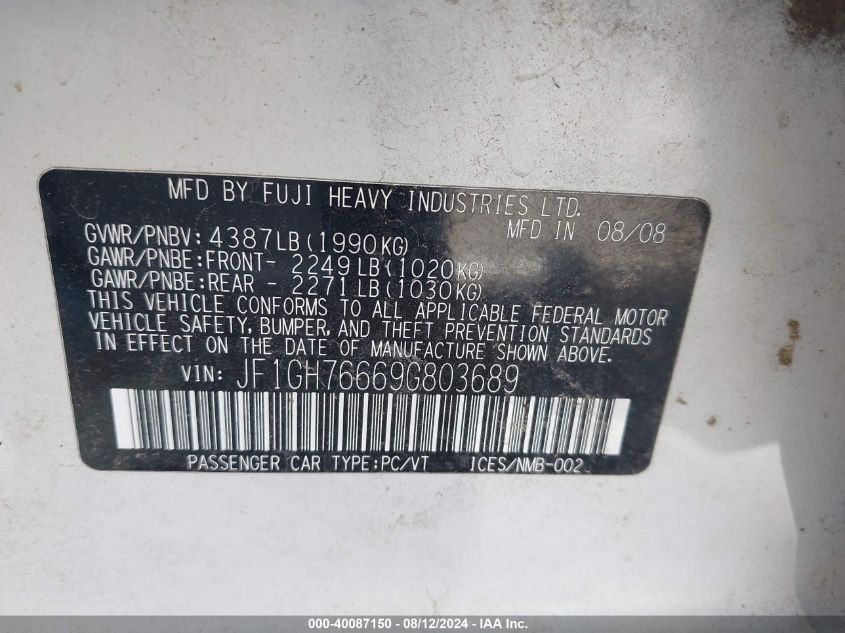 MFD BY FUJI HEAVY INDUSTRIES LTD.
MFD IN 08/08
GVWR/PNBV: 4387LB(1990KG)
GAWR/PNBE:FRONT- 2249LB(1020KG)
GAWR/PNBE:REAR - 2271LB(1030KG)
THIS VEHICLE CONFORMS TO ALL APPLICABLE FEDERAL MOTOR
VEHICLE SAFETY, BUMPER, AND THEFT PREVENTION STANDARDS
IN EFFECT ON THE DATE OF MANUFACTURE SHOWN ABOVE.
VIN: JF1GH76669G803689
PASSENGER CAR TYPE:PC/VT ICES/NMB-002
000-40087150 - 08/12/2024 - IAA Inc.